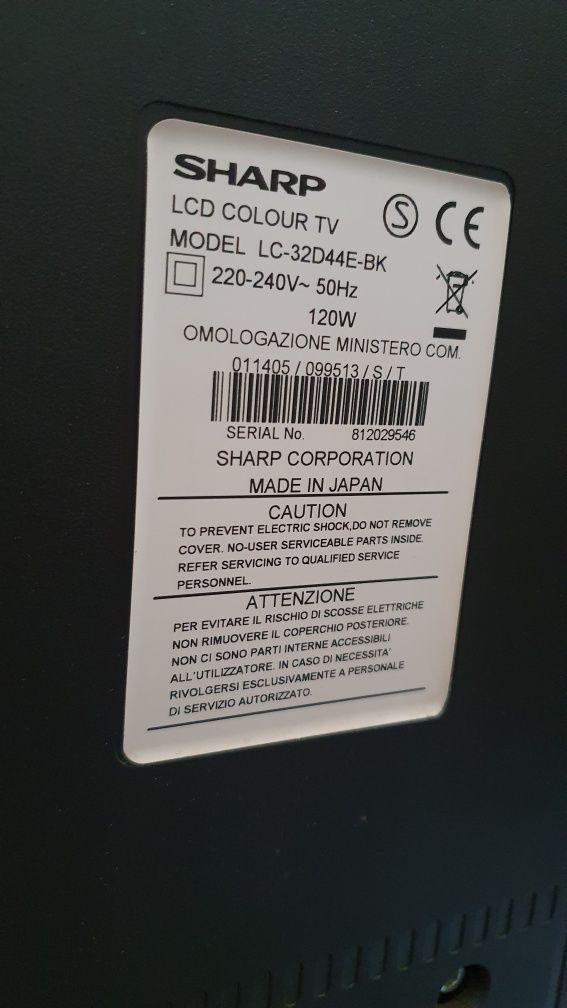 SHARP
LCD COLOUR TV
S
CE
MODEL LC-32D44E-BK
220-240V~ 50Hz
120W
OMOLOGAZIONE MINISTERO COM.
011405 / 099513 / S / T
SERIAL No. 812029546
SHARP CORPORATION
MADE IN JAPAN
CAUTION
TO PREVENT ELECTRIC SHOCK,DO NOT REMOVE
COVER. NO-USER SERVICEABLE PARTS INSIDE.
REFER SERVICING TO QUALIFIED SERVICE
PERSONNEL.
ATTENZIONE
PER EVITARE IL RISCHIO DI SCOSSE ELETTRICHE
NON RIMUOVERE IL COPERCHIO POSTERIORE.
NON CI SONO PARTI INTERNE ACCESSIBILI
ALL'UTILIZZATORE. IN CASO DI NECESSITA'
RIVOLGERSI ESCLUSIVAMENTE A PERSONALE
DI SERVIZIO AUTORIZZATO.